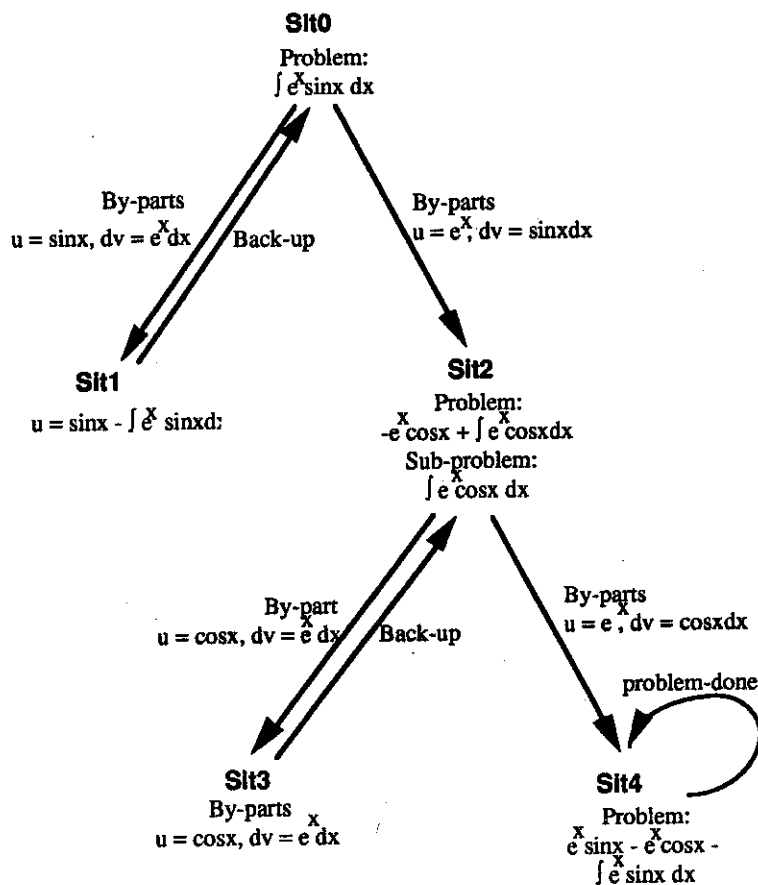 Sit0
Problem:
∫ e^x sinx dx
By-parts
u = sinx, dv = e^x dx
Back-up
By-parts
u = e^x, dv = sinxdx
Sit1
u = sinx - ∫ e^x sinxd:
Sit2
Problem:
-e^x cosx + ∫ e^x cosxdx
Sub-problem:
∫ e^x cosx dx
By-part
u = cosx, dv = e^x dx
Back-up
By-parts
u = e^x, dv = cosxdx
problem-done
Sit3
By-parts
u = cosx, dv = e^x dx
Sit4
Problem:
e^x sinx - e^x cosx -
∫ e^x sinx dx